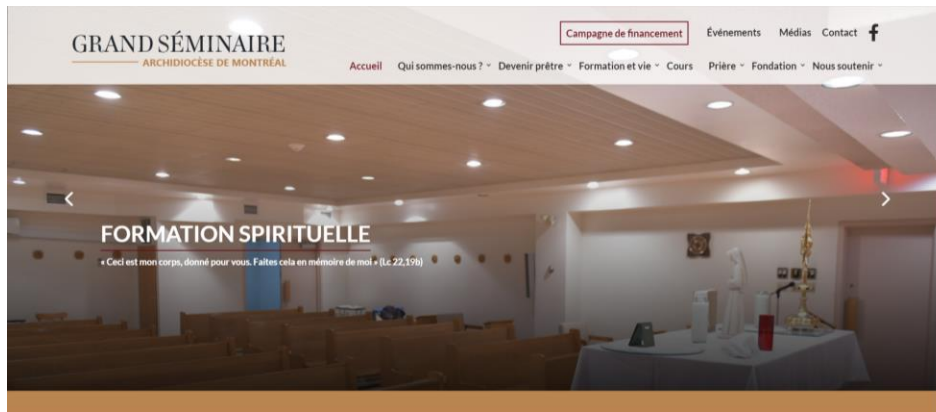 Campagne de financement Événements Médias Contact
GRAND SÉMINAIRE
ARCHIDIOCÈSE DE MONTRÉAL
Accueil Qui sommes-nous ? Devenir prêtre Formation et vie Cours Prière Fondation Nous soutenir
FORMATION SPIRITUELLE
« Ceci est mon corps, donné pour vous. Faites cela en mémoire de moi » (Lc 22,19b)